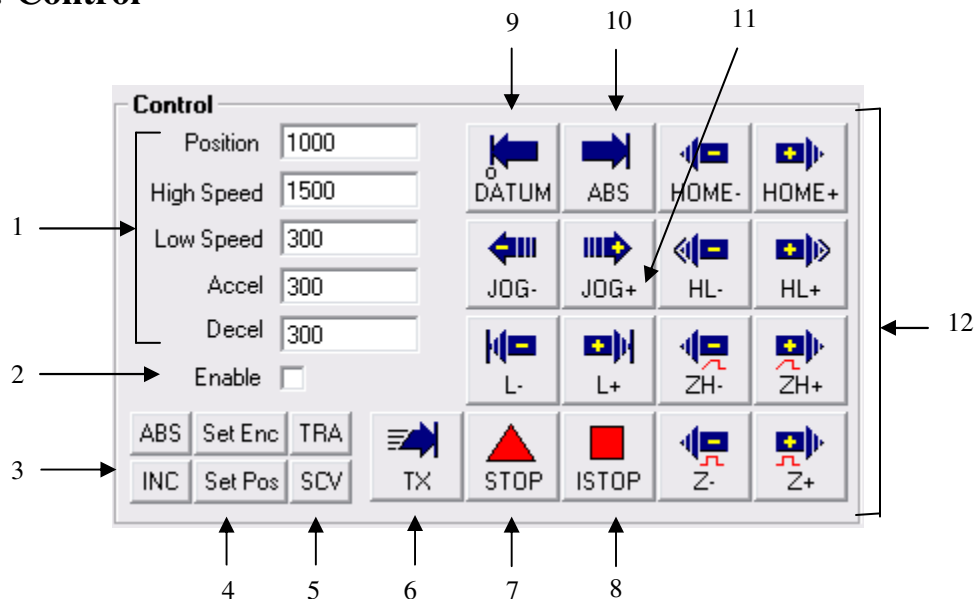 Control
9
10
11
Control
Position 1000
High Speed 1500
Low Speed 300
Accel 300
Decel 300
Enable
DATUM ABS HOME- HOME+
JOG- JOG+ HL- HL+
L- L+ ZH- ZH+
ABS Set Enc TRA
INC Set Pos SCV
TX STOP ISTOP Z- Z+
1
2
3
12
4 5 6 7 8